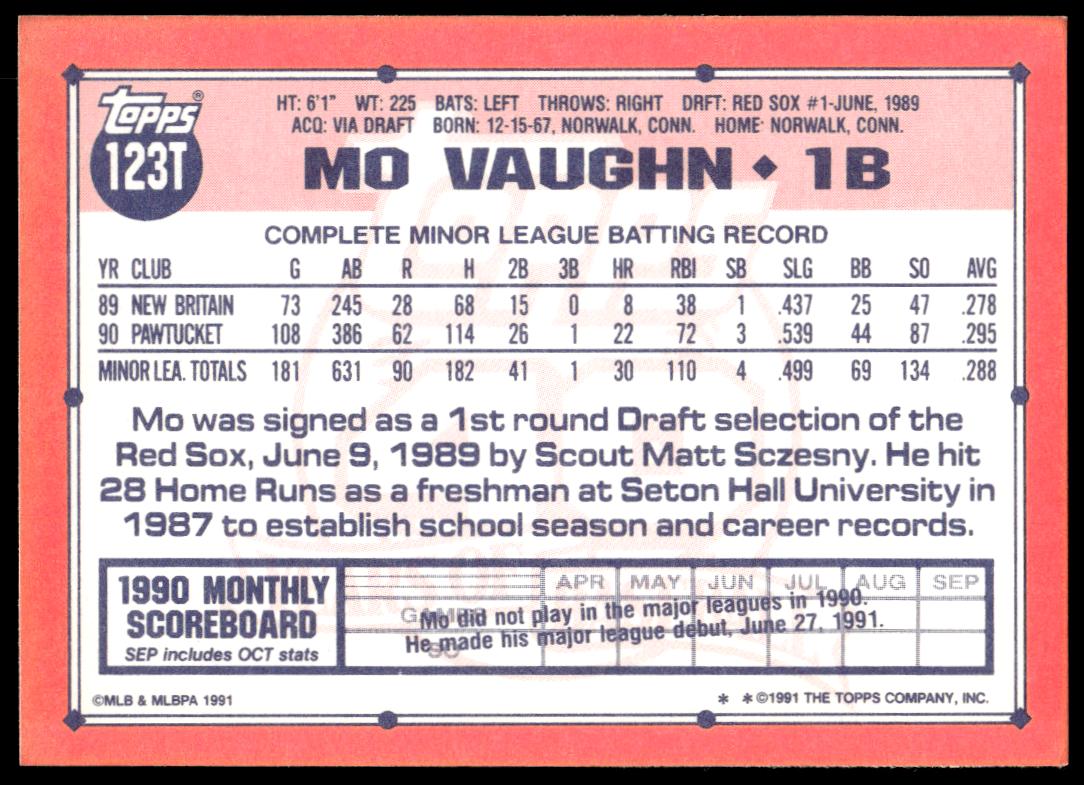 Topps®
123T
HT: 6'1" WT: 225 BATS: LEFT THROWS: RIGHT DRFT: RED SOX #1-JUNE, 1989
ACQ: VIA DRAFT BORN: 12-15-67, NORWALK, CONN. HOME: NORWALK, CONN.
MO VAUGHN ◆ 1B
COMPLETE MINOR LEAGUE BATTING RECORD
YR CLUB G AB R H 2B 3B HR RBI SB SLG BB SO AVG
89 NEW BRITAIN 73 245 28 68 15 0 8 38 1 .437 25 47 .278
90 PAWTUCKET 108 386 62 114 26 1 22 72 3 .539 44 87 .295
MINOR LEA. TOTALS 181 631 90 182 41 1 30 110 4 .499 69 134 .288
Mo was signed as a 1st round Draft selection of the
Red Sox, June 9, 1989 by Scout Matt Sczesny. He hit
28 Home Runs as a freshman at Seton Hall University in
1987 to establish school season and career records.
1990 MONTHLY
SCOREBOARD
SEP includes OCT stats
APR MAY JUN JUL AUG SEP
GAMES
Mo did not play in the major leagues in 1990.
He made his major league debut, June 27, 1991.
©MLB & MLBPA 1991
* * ©1991 THE TOPPS COMPANY, INC.